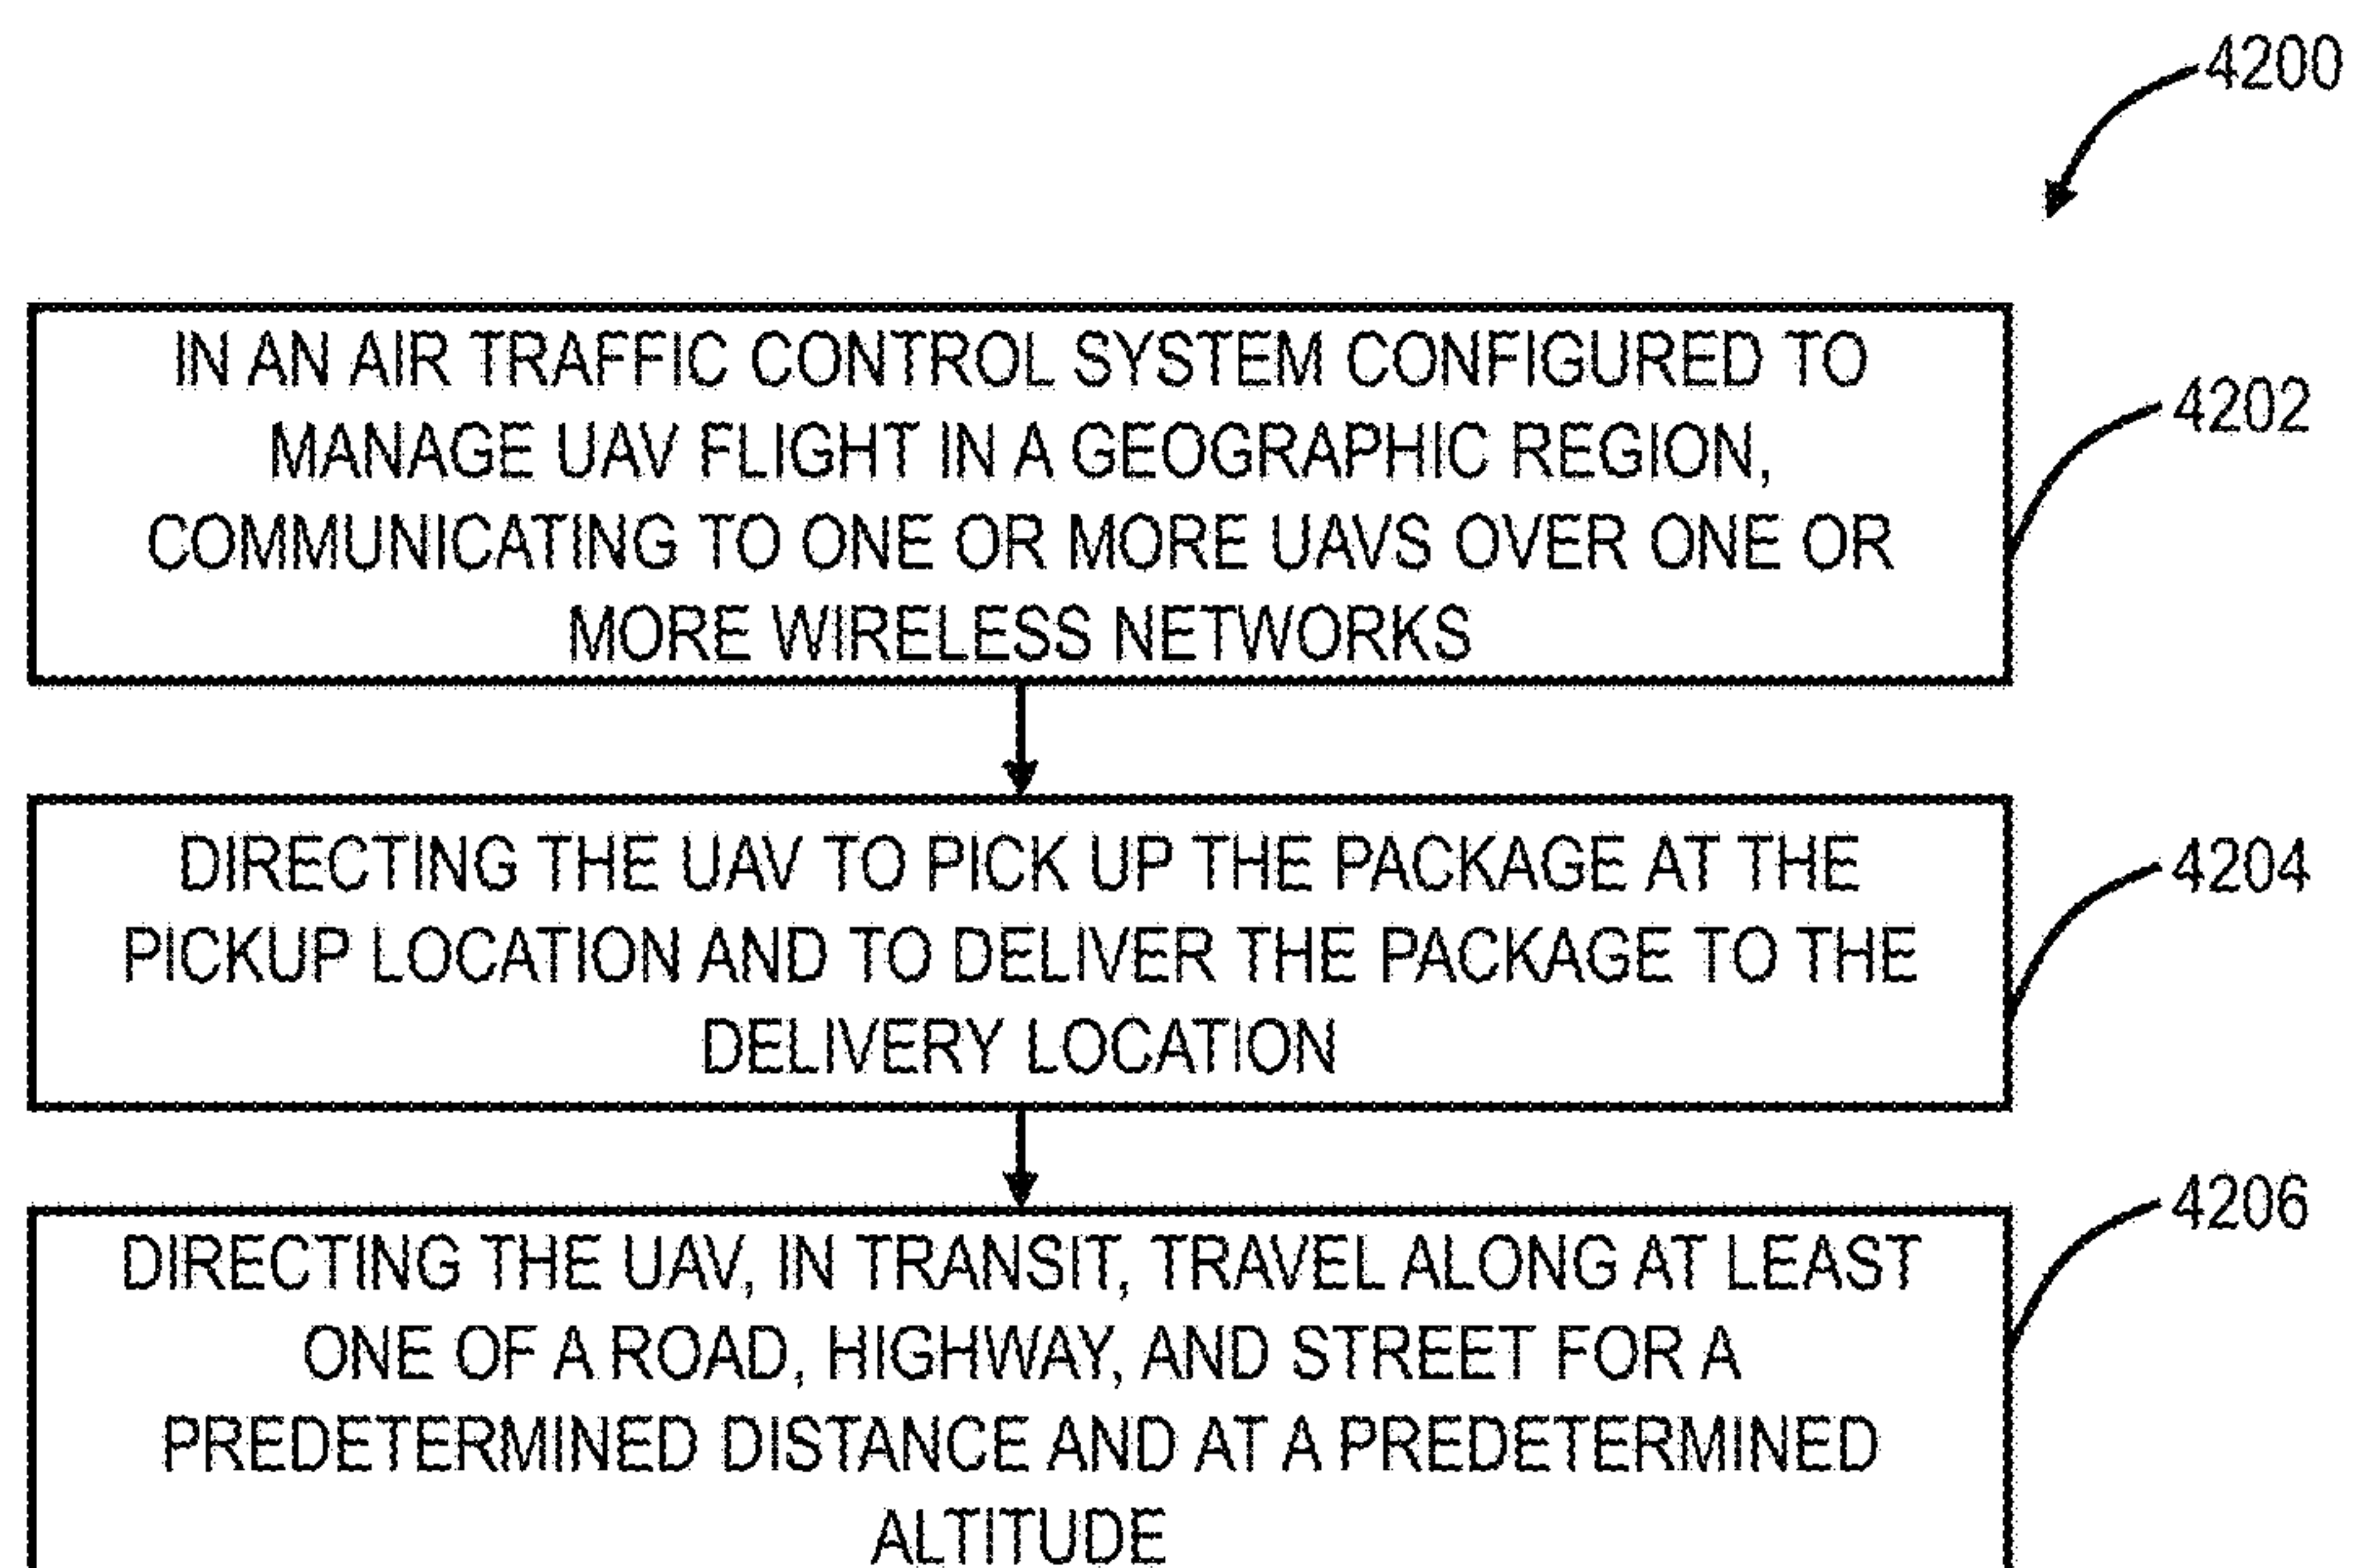 4200
IN AN AIR TRAFFIC CONTROL SYSTEM CONFIGURED TO
MANAGE UAV FLIGHT IN A GEOGRAPHIC REGION,
COMMUNICATING TO ONE OR MORE UAVS OVER ONE OR
MORE WIRELESS NETWORKS
4202
DIRECTING THE UAV TO PICK UP THE PACKAGE AT THE
PICKUP LOCATION AND TO DELIVER THE PACKAGE TO THE
DELIVERY LOCATION
4204
DIRECTING THE UAV, IN TRANSIT, TRAVEL ALONG AT LEAST
ONE OF A ROAD, HIGHWAY, AND STREET FOR A
PREDETERMINED DISTANCE AND AT A PREDETERMINED
ALTITUDE
4206